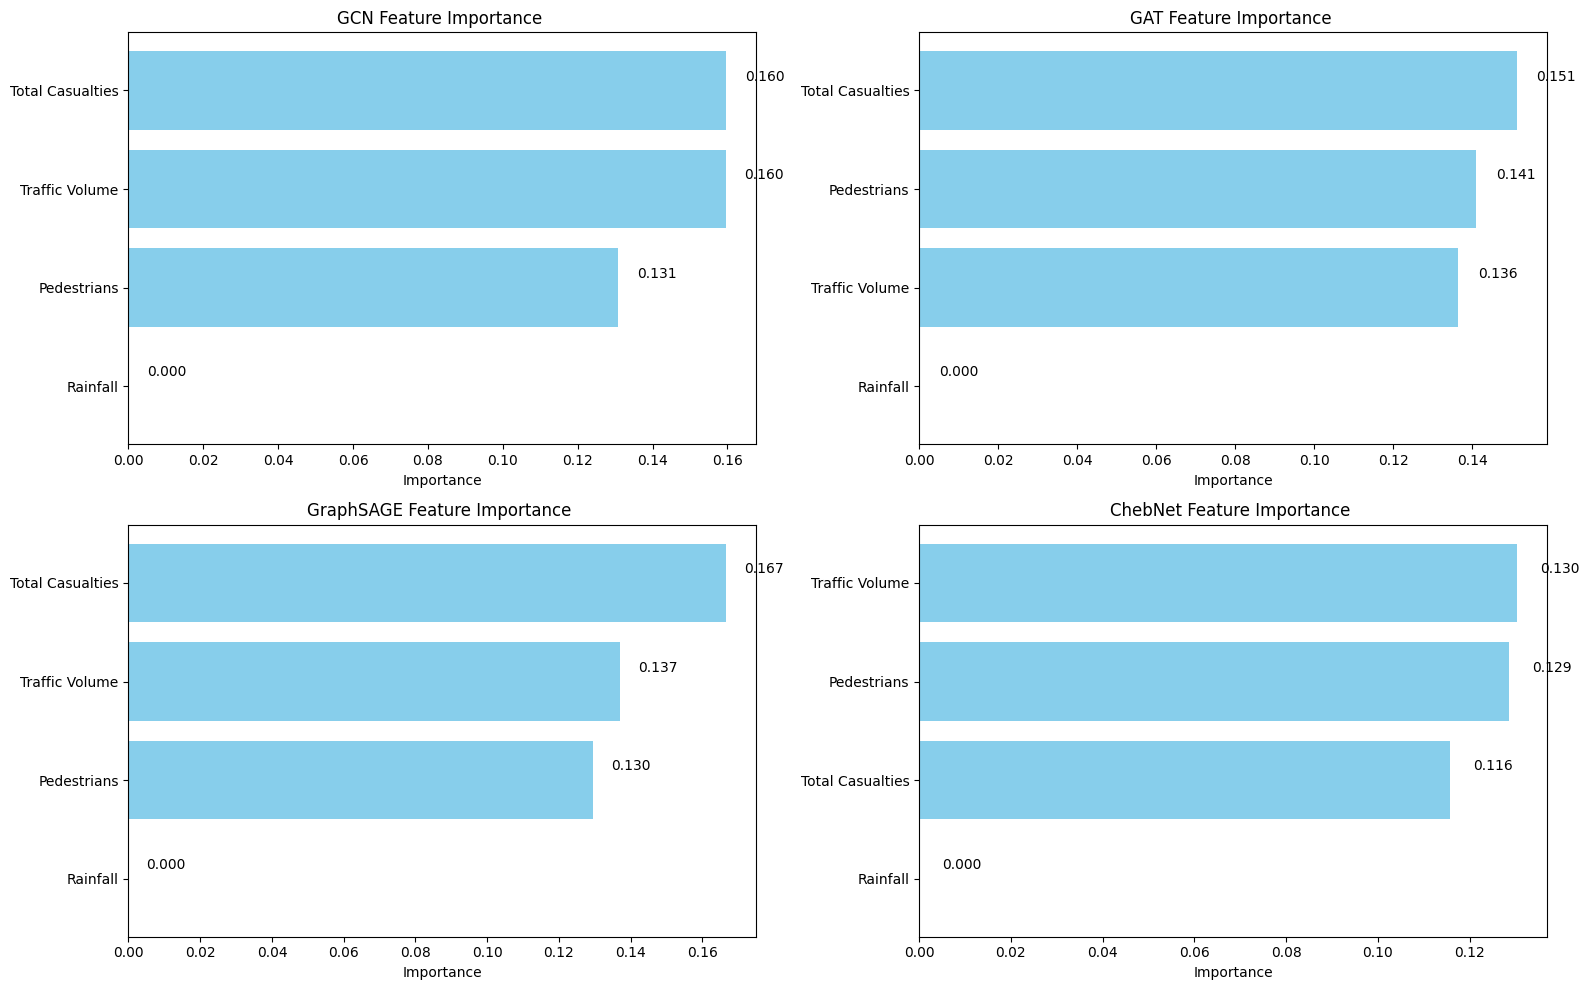 GCN Feature Importance
Total Casualties
0.160
Traffic Volume
0.160
Pedestrians
0.131
Rainfall
0.000
0.00 0.02 0.04 0.06 0.08 0.10 0.12 0.14 0.16
Importance
GAT Feature Importance
Total Casualties
0.151
Pedestrians
0.141
Traffic Volume
0.136
Rainfall
0.000
0.00 0.02 0.04 0.06 0.08 0.10 0.12 0.14
Importance
GraphSAGE Feature Importance
Total Casualties
0.167
Traffic Volume
0.137
Pedestrians
0.130
Rainfall
0.000
0.00 0.02 0.04 0.06 0.08 0.10 0.12 0.14 0.16
Importance
ChebNet Feature Importance
Traffic Volume
0.130
Pedestrians
0.129
Total Casualties
0.116
Rainfall
0.000
0.00 0.02 0.04 0.06 0.08 0.10 0.12
Importance